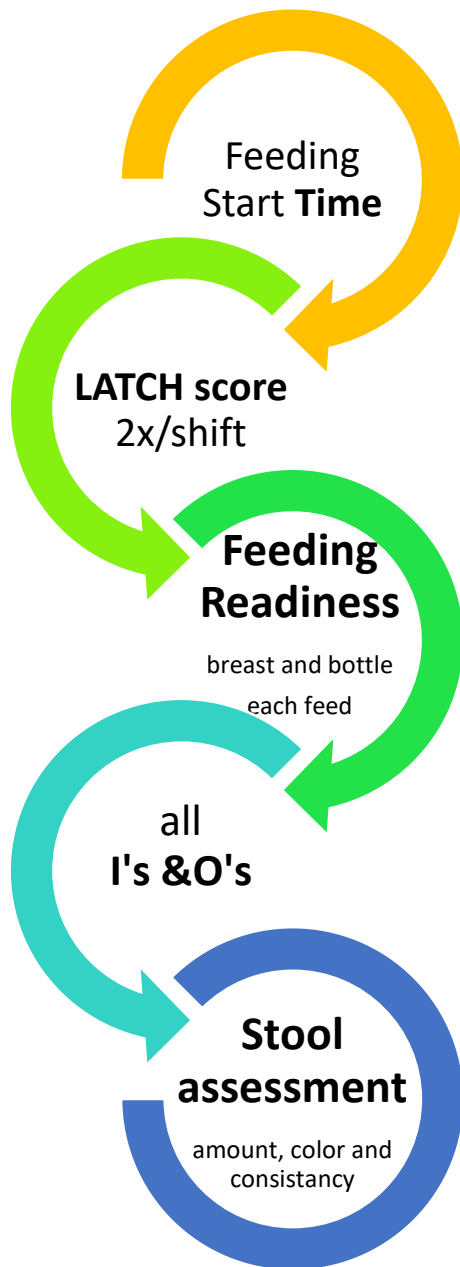 Feeding
Start Time
LATCH score
2x/shift
Feeding
Readiness
breast and bottle
each feed
all
I's &O's
Stool
assessment
amount, color and
consistancy